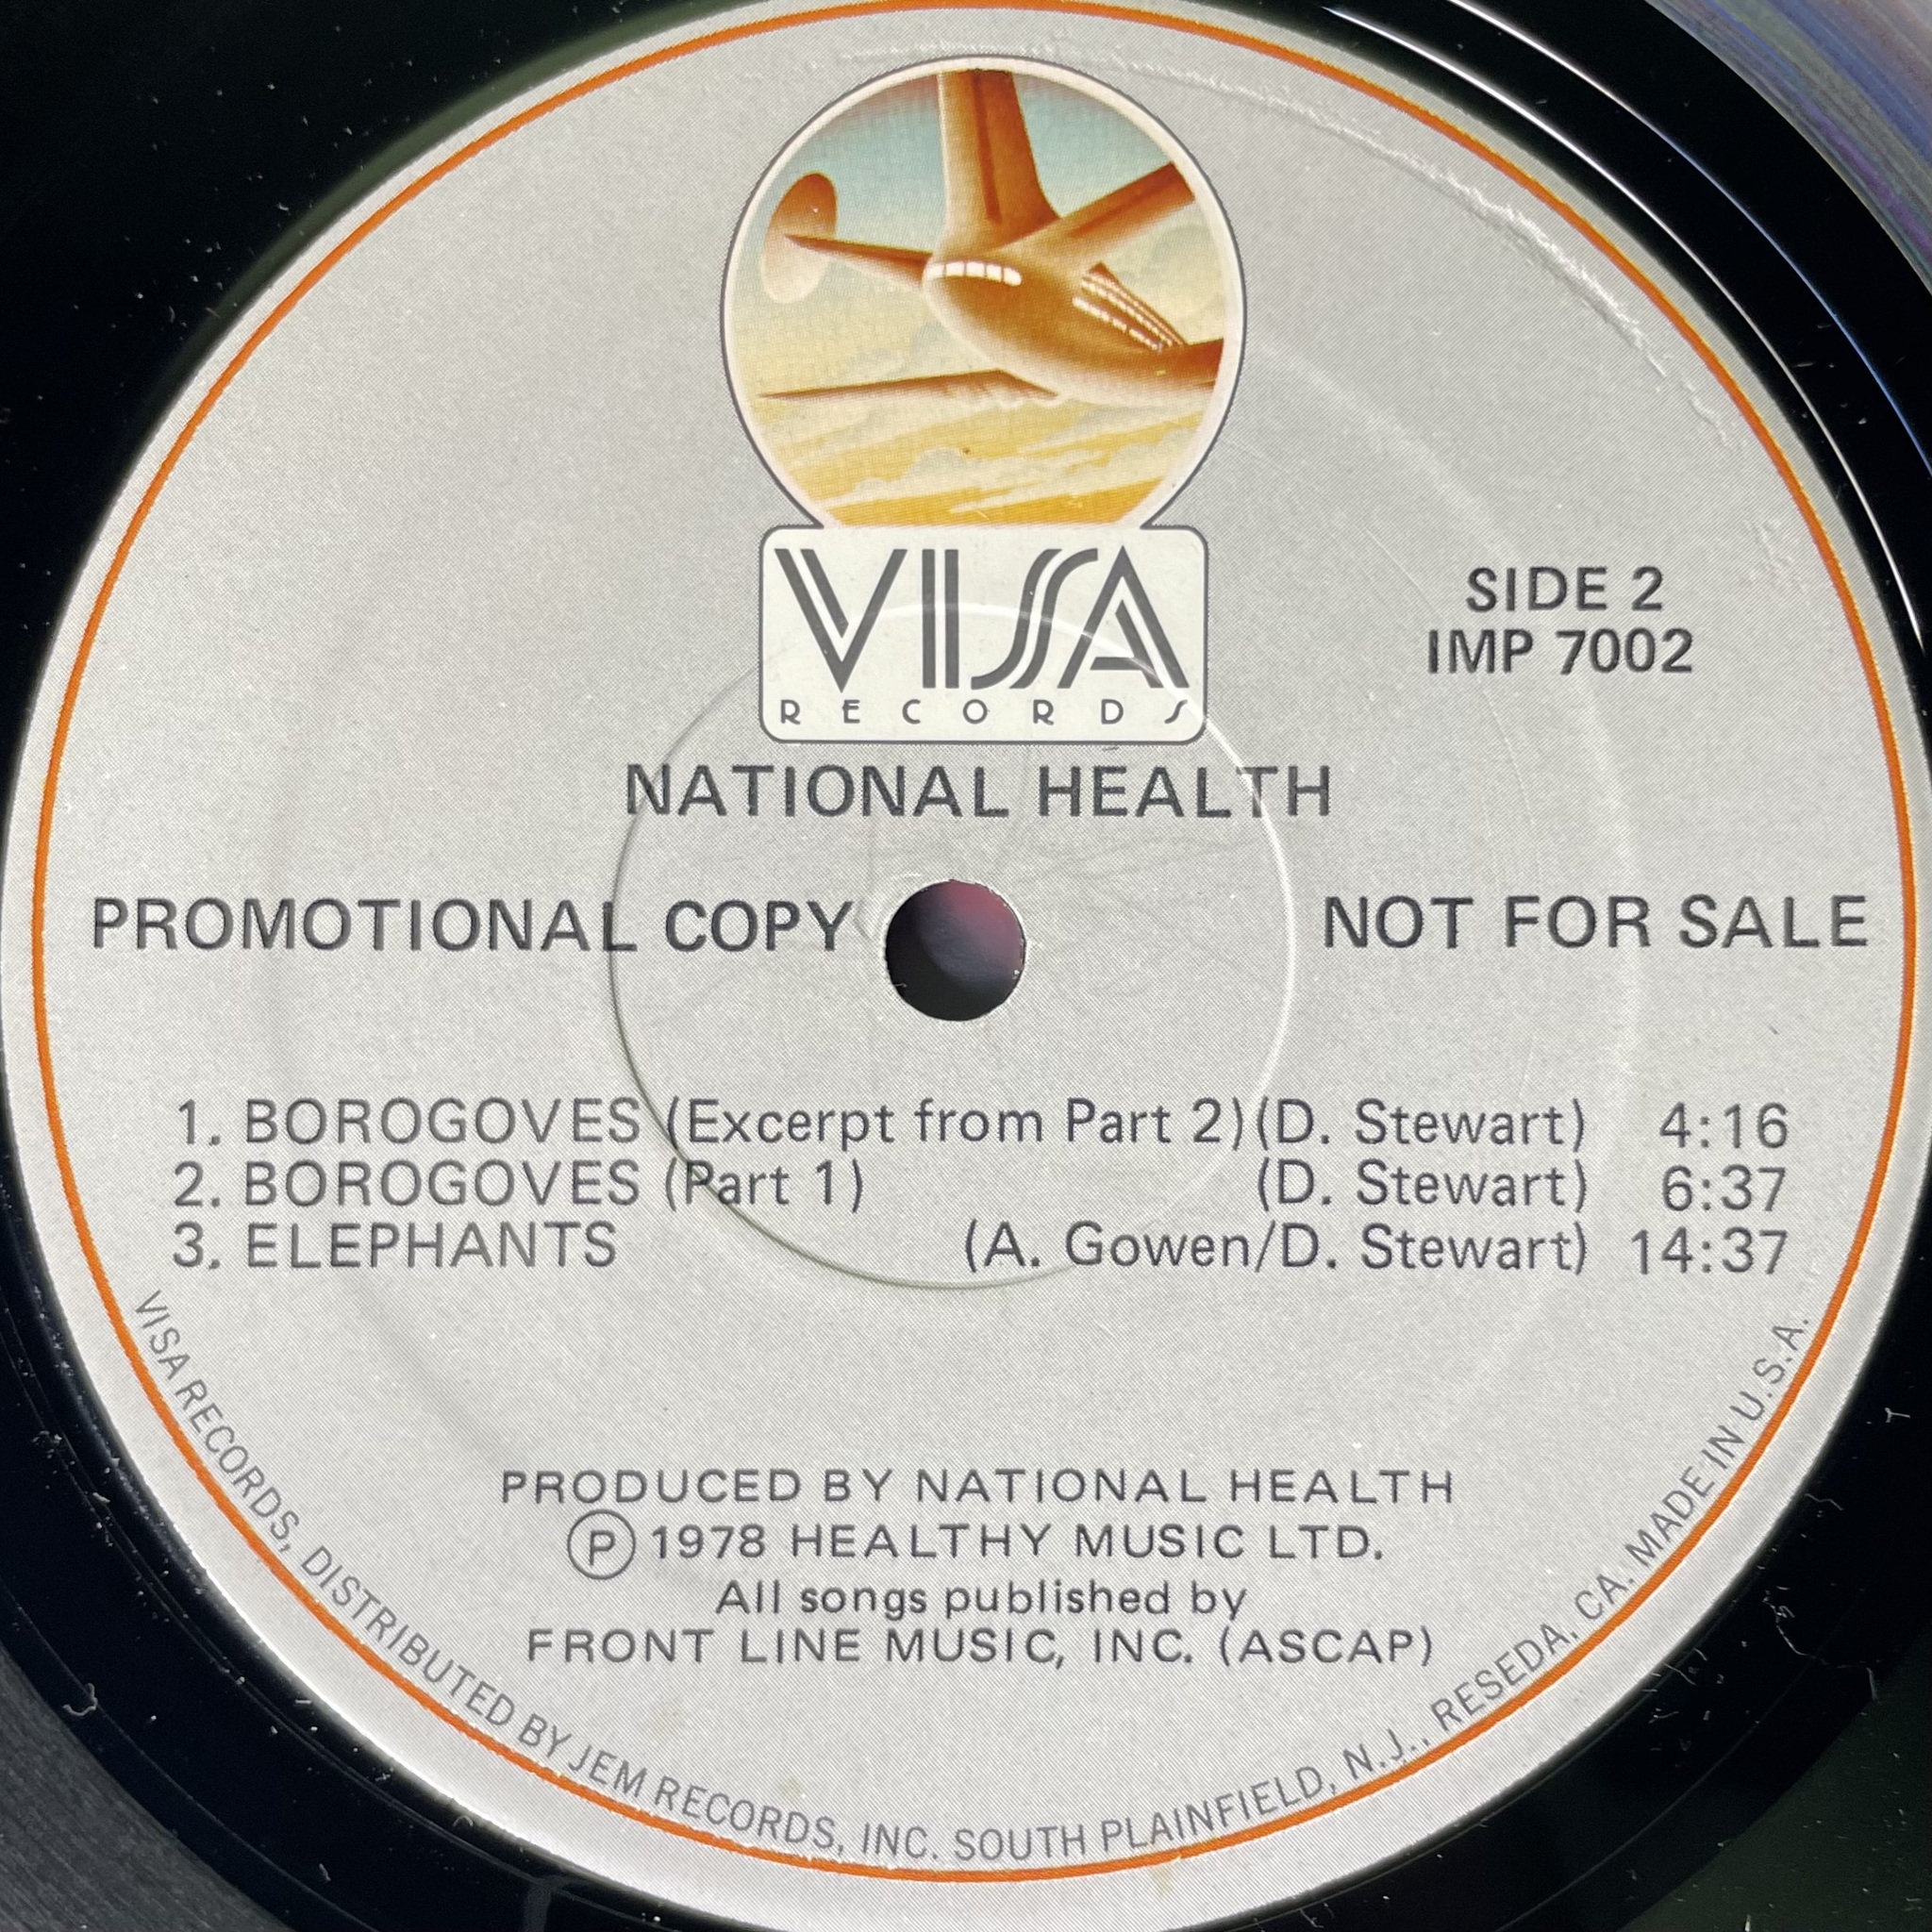 VISA
RECORDS
SIDE 2
IMP 7002
NATIONAL HEALTH
PROMOTIONAL COPY NOT FOR SALE
1. BOROGOVES (Excerpt from Part 2) (D. Stewart) 4:16
2. BOROGOVES (Part 1) (D. Stewart) 6:37
3. ELEPHANTS (A. Gowen/D. Stewart) 14:37
PRODUCED BY NATIONAL HEALTH
Ⓟ 1978 HEALTHY MUSIC LTD.
All songs published by
FRONT LINE MUSIC, INC. (ASCAP)
VISA RECORDS, DISTRIBUTED BY JEM RECORDS, INC. SOUTH PLAINFIELD, N.J., RESEDA, CA. MADE IN U.S.A.